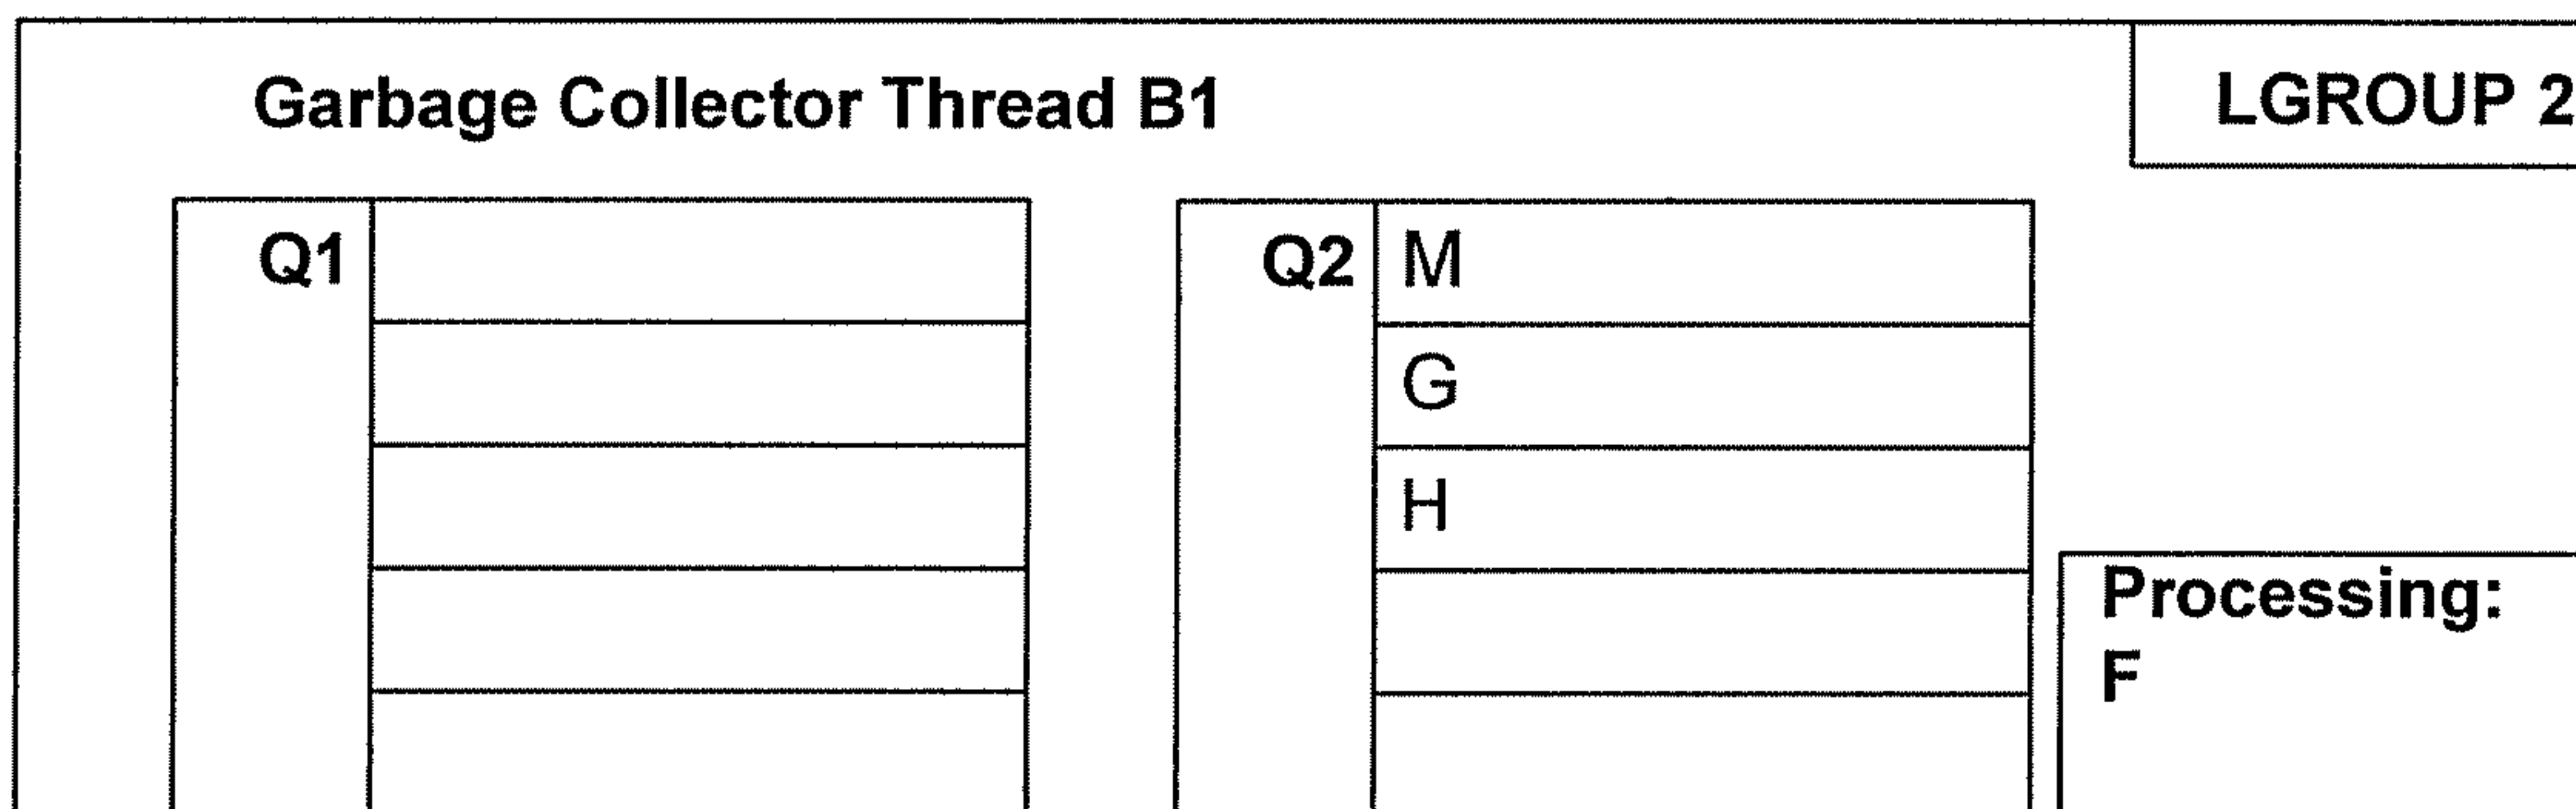 Garbage Collector Thread B1
LGROUP 2
Q1
Q2
M
G
H
Processing:
F